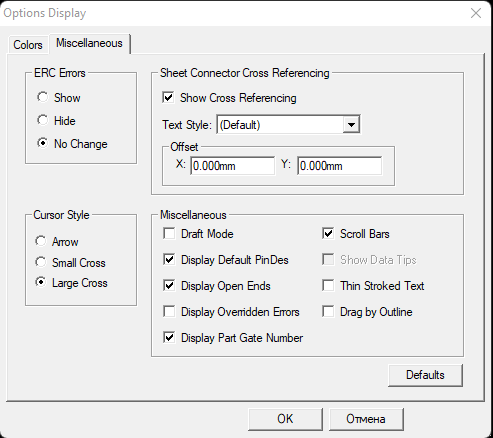 Options Display
Colors Miscellaneous
ERC Errors
Show
Hide
No Change
Sheet Connector Cross Referencing
Show Cross Referencing
Text Style: (Default)
Offset
X: 0.000mm Y: 0.000mm
Cursor Style
Arrow
Small Cross
Large Cross
Miscellaneous
Draft Mode
Display Default PinDes
Display Open Ends
Display Overridden Errors
Display Part Gate Number
Scroll Bars
Show Data Tips
Thin Stroked Text
Drag by Outline
Defaults
OK Отмена